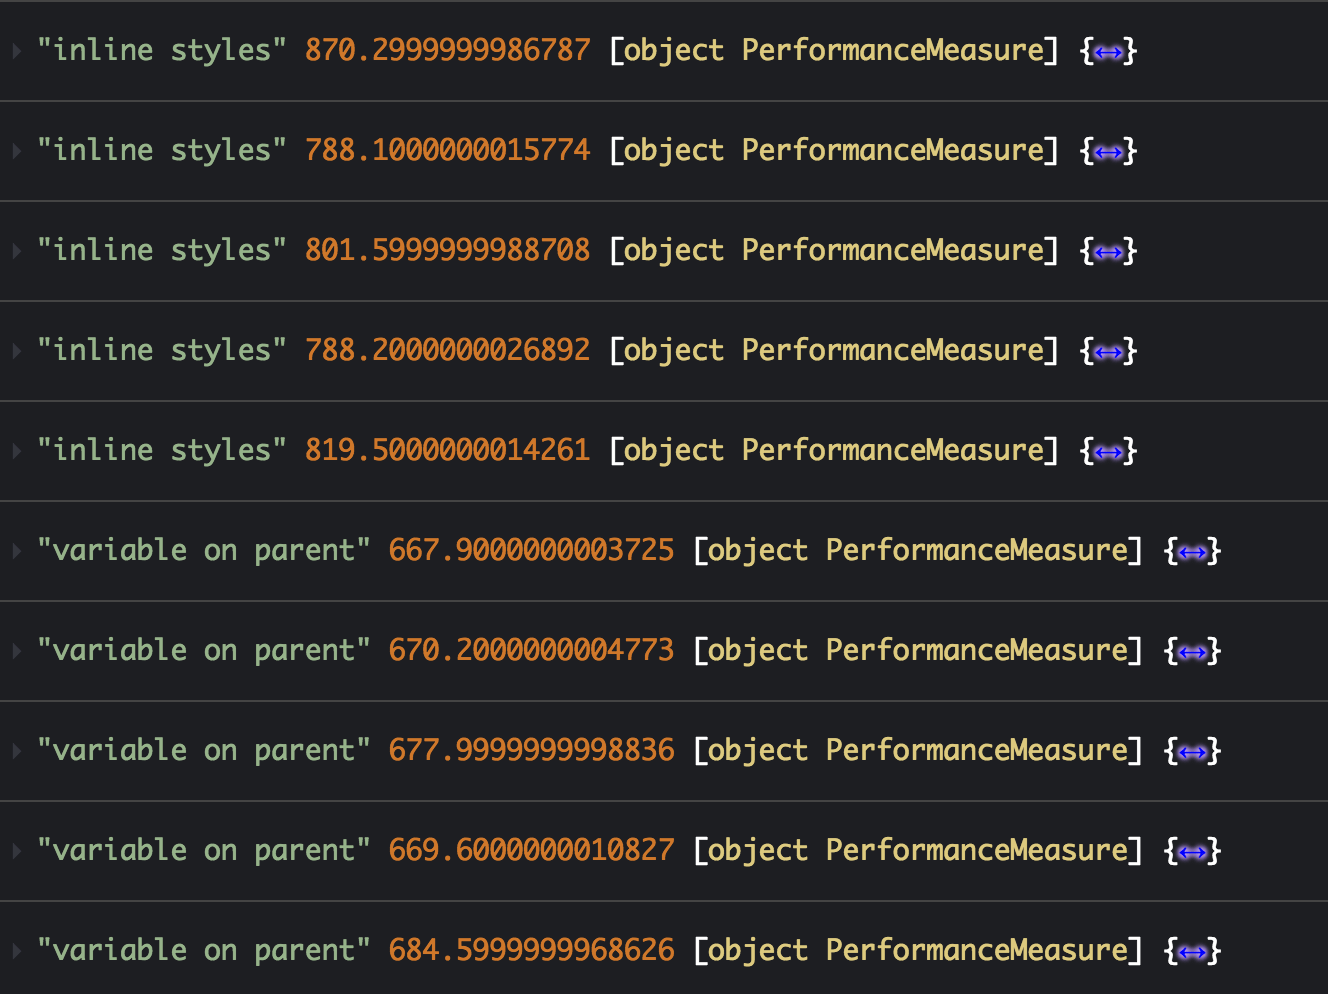 "inline styles" 870.2999999986787 [object PerformanceMeasure] {↔}
"inline styles" 788.1000000015774 [object PerformanceMeasure] {↔}
"inline styles" 801.5999999988708 [object PerformanceMeasure] {↔}
"inline styles" 788.2000000026892 [object PerformanceMeasure] {↔}
"inline styles" 819.5000000014261 [object PerformanceMeasure] {↔}
"variable on parent" 667.9000000003725 [object PerformanceMeasure] {↔}
"variable on parent" 670.2000000004773 [object PerformanceMeasure] {↔}
"variable on parent" 677.9999999998836 [object PerformanceMeasure] {↔}
"variable on parent" 669.6000000010827 [object PerformanceMeasure] {↔}
"variable on parent" 684.5999999968626 [object PerformanceMeasure] {↔}